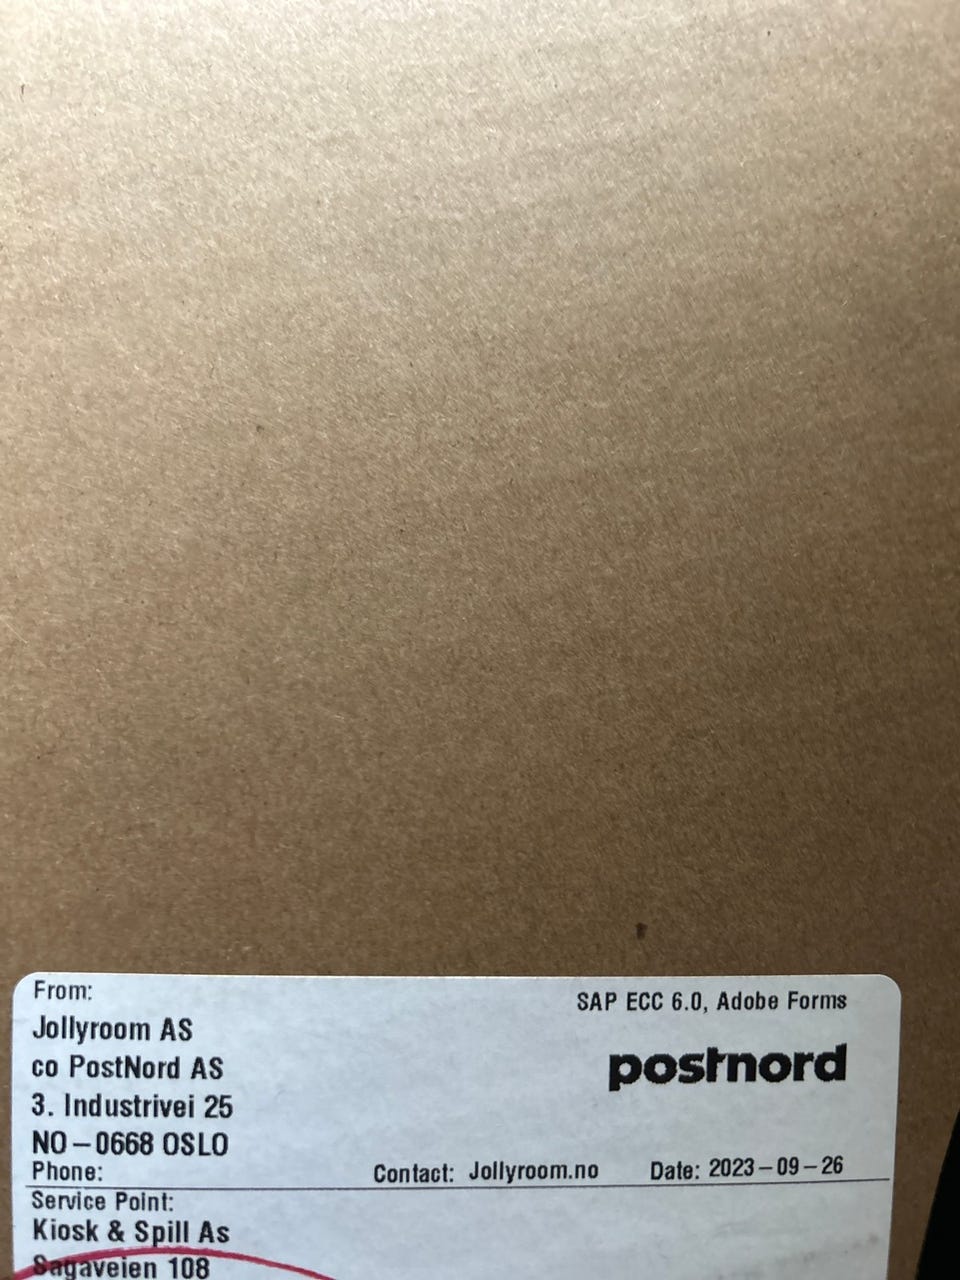 From:
SAP ECC 6.0, Adobe Forms
Jollyroom AS
co PostNord AS
postnord
3. Industrivei 25
NO-0668 OSLO
Phone: Contact: Jollyroom.no Date: 2023-09-26
Service Point:
Kiosk & Spill As
Sagaveien 108